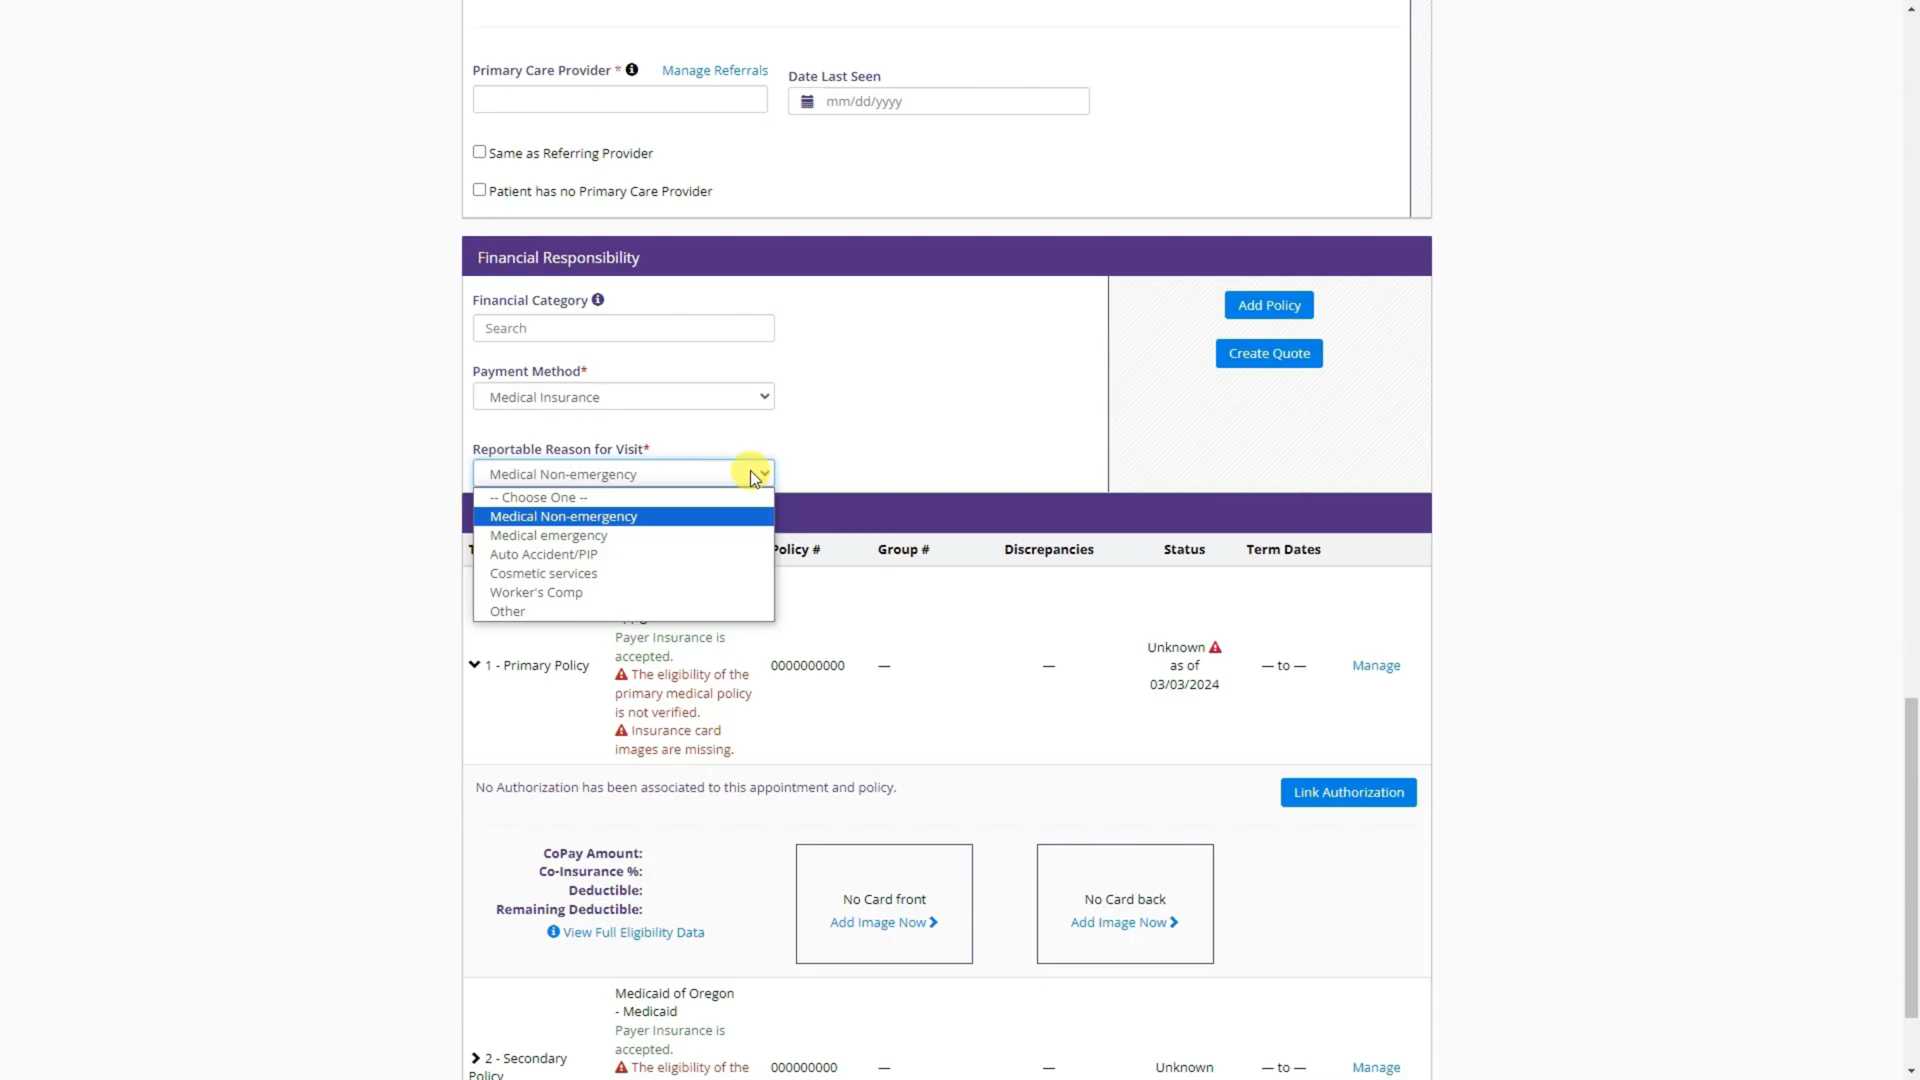 Primary Care Provider * Manage Referrals
Date Last Seen
mm/dd/yyyy
Same as Referring Provider
Patient has no Primary Care Provider
Financial Responsibility
Financial Category
Search
Payment Method*
Medical Insurance
Reportable Reason for Visit*
Medical Non-emergency
-- Choose One --
Medical Non-emergency
Medical emergency
Auto Accident/PIP
Cosmetic services
Worker's Comp
Other
Add Policy
Create Quote
Policy # Group # Discrepancies Status Term Dates
1 - Primary Policy
Payer Insurance is
accepted.
The eligibility of the
primary medical policy
is not verified.
Insurance card
images are missing.
0000000000 — —
Unknown
as of
03/03/2024
— to — Manage
No Authorization has been associated to this appointment and policy.
Link Authorization
CoPay Amount:
Co-Insurance %:
Deductible:
Remaining Deductible:
View Full Eligibility Data
No Card front
Add Image Now
No Card back
Add Image Now
2 - Secondary
Policy
Medicaid of Oregon
- Medicaid
Payer Insurance is
accepted.
The eligibility of the
000000000 — — Unknown — to — Manage